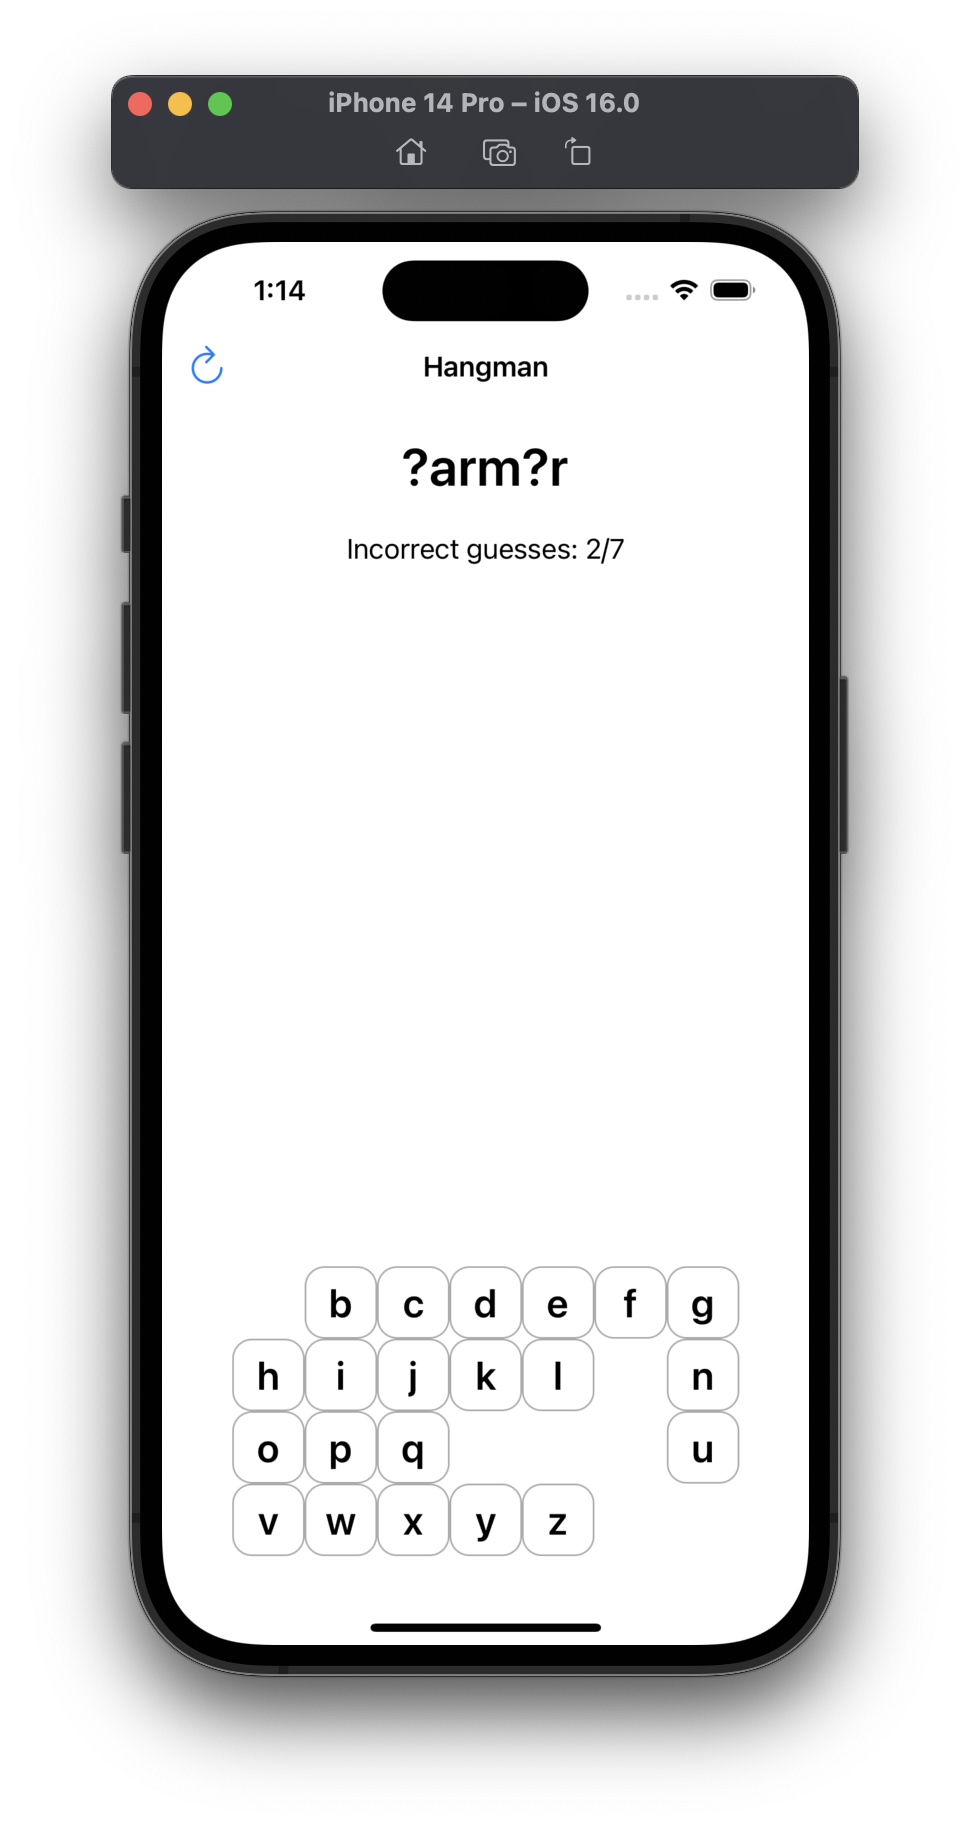 iPhone 14 Pro – iOS 16.0
1:14
Hangman
?arm?r
Incorrect guesses: 2/7
b c d e f g
h i j k l n
o p q u
v w x y z